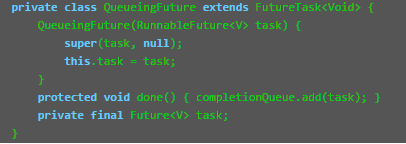 private class QueueingFuture extends FutureTask<Void> {
QueueingFuture(RunnableFuture<V> task) {
super(task, null);
this.task = task;
}
protected void done() { completionQueue.add(task); }
private final Future<V> task;
}